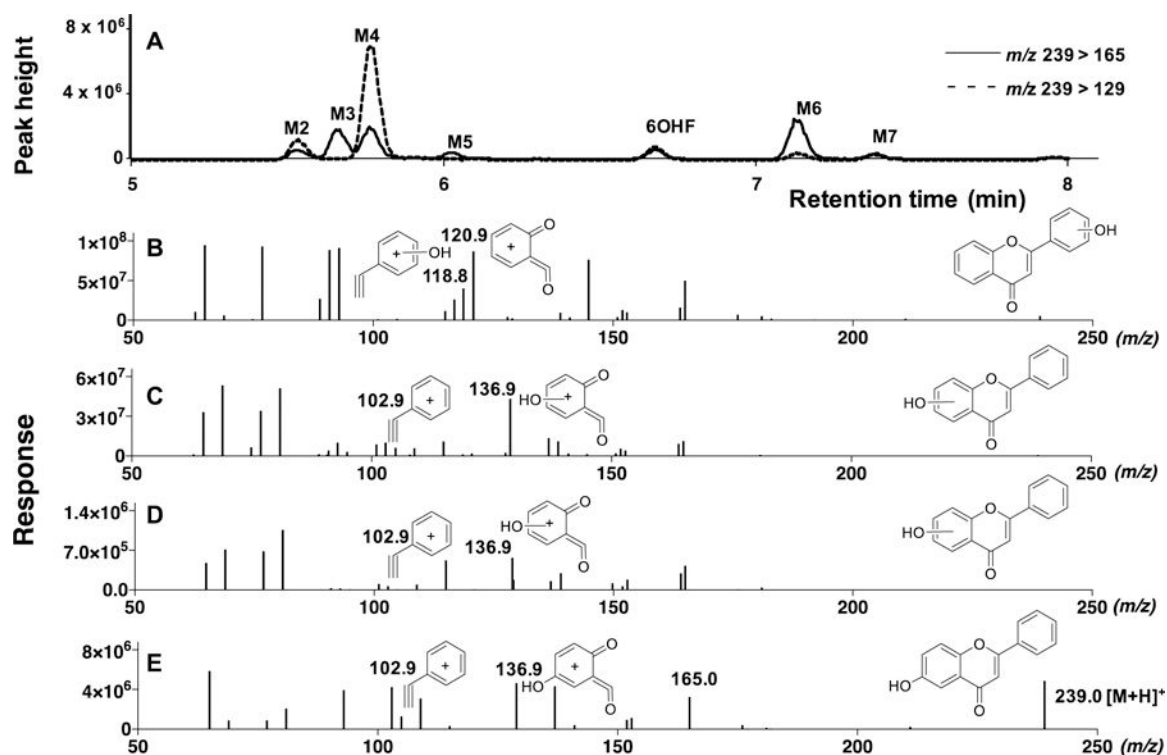 A
8 × 10⁶
4 × 10⁶
0
Peak height
M2
M3
M4
M5
6OHF
M6
M7
m/z 239 > 165
m/z 239 > 129
5
6
7
8
Retention time (min)
Response
B
1×10⁸
5×10⁷
0
118.8
120.9
OH
O
O
O
O
OH
50
100
150
200
250 (m/z)
C
6×10⁷
3×10⁷
0
102.9
136.9
HO
O
O
HO
O
O
50
100
150
200
250 (m/z)
D
1.4×10⁶
7.0×10⁵
0.0
102.9
136.9
HO
O
O
HO
O
O
50
100
150
200
250 (m/z)
E
8×10⁶
4×10⁶
0
102.9
136.9
HO
O
O
165.0
HO
O
O
239.0 [M+H]⁺
50
100
150
200
250 (m/z)